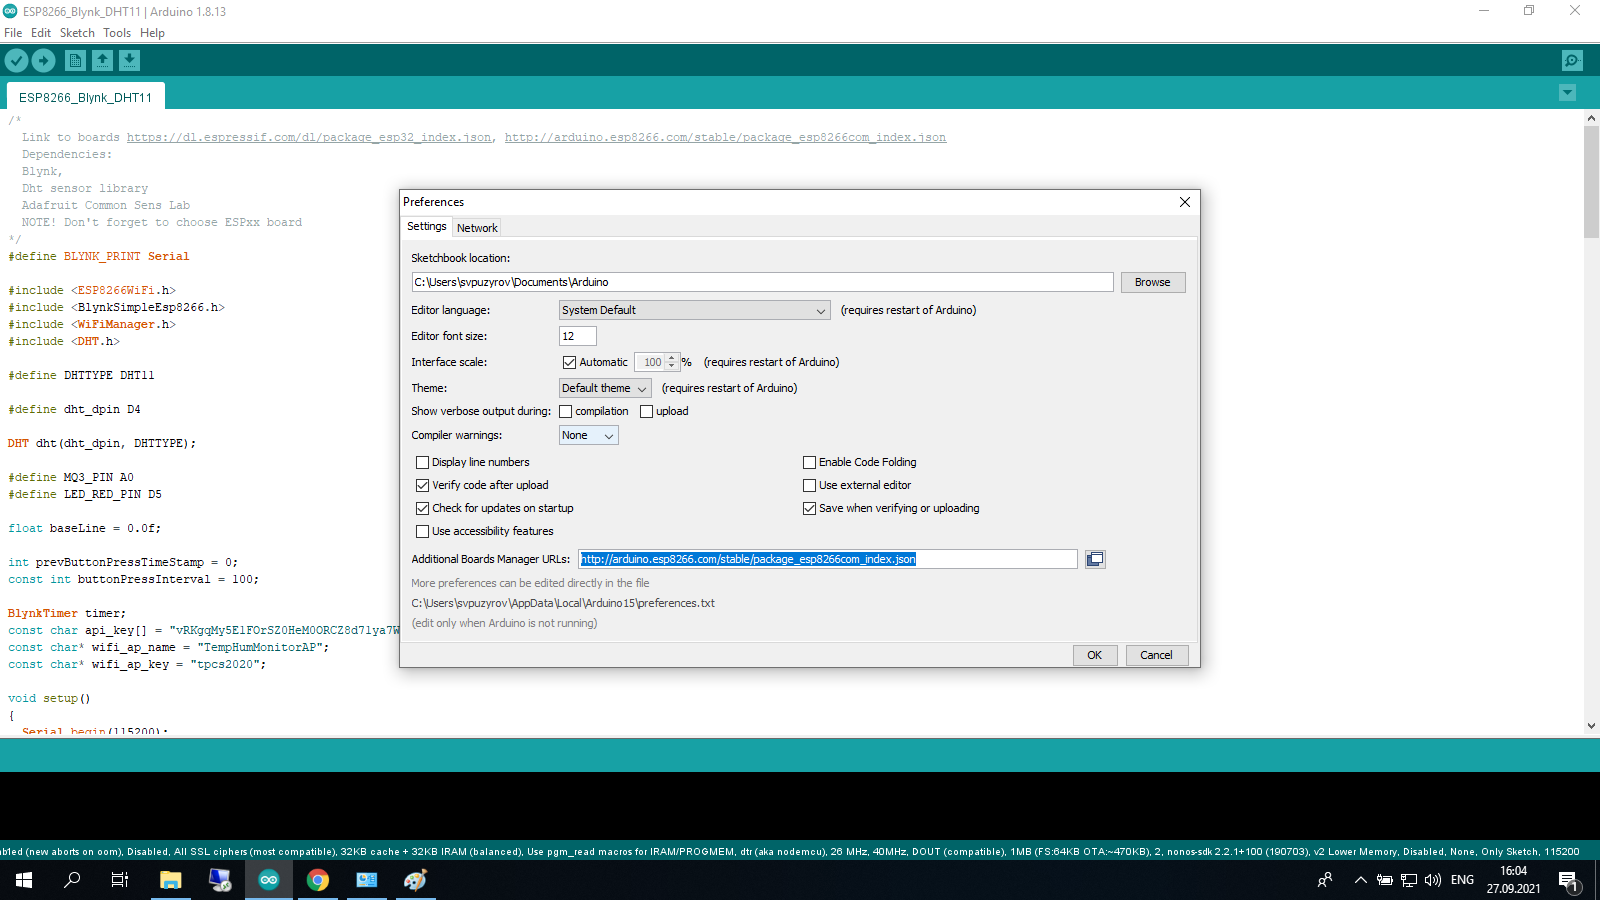 ESP8266_Blynk_DHT11 | Arduino 1.8.13
File Edit Sketch Tools Help
ESP8266_Blynk_DHT11
/*
Link to boards https://dl.espressif.com/dl/package_esp32_index.json, http://arduino.esp8266.com/stable/package_esp8266com_index.json
Dependencies:
Blynk,
Dht sensor library
Adafruit Common Sens Lab
NOTE! Don't forget to choose ESPxx board
*/
#define BLYNK_PRINT Serial
#include <ESP8266WiFi.h>
#include <BlynkSimpleEsp8266.h>
#include <WiFiManager.h>
#include <DHT.h>
#define DHTTYPE DHT11
#define dht_dpin D4
DHT dht(dht_dpin, DHTTYPE);
#define MQ3_PIN A0
#define LED_RED_PIN D5
float baseLine = 0.0f;
int prevButtonPressTimeStamp = 0;
const int buttonPressInterval = 100;
BlynkTimer timer;
const char api_key[] = "vRKgqMy5ElFOrSZ0HeM0ORCZ8d7lya7W
const char* wifi_ap_name = "TempHumMonitorAP";
const char* wifi_ap_key = "tpcs2020";
void setup()
{
Serial.begin(115200);
Preferences
Settings Network
Sketchbook location:
C:\Users\svpuzyrov\Documents\Arduino Browse
Editor language: System Default (requires restart of Arduino)
Editor font size: 12
Interface scale: Automatic 100 % (requires restart of Arduino)
Theme: Default theme (requires restart of Arduino)
Show verbose output during: compilation upload
Compiler warnings: None
Display line numbers Enable Code Folding
Verify code after upload Use external editor
Check for updates on startup Save when verifying or uploading
Use accessibility features
Additional Boards Manager URLs: http://arduino.esp8266.com/stable/package_esp8266com_index.json
More preferences can be edited directly in the file
C:\Users\svpuzyrov\AppData\Local\Arduino15\preferences.txt
(edit only when Arduino is not running)
OK Cancel
(new aborts on oom), Disabled, All SSL ciphers (most compatible), 32KB cache + 32KB IRAM (balanced), Use pgm_read macros for IRAM/PROGMEM, dtr (aka nodemcu), 26 MHz, 40MHz, DOUT (compatible), 1MB (FS:64KB OTA:~470KB), 2, nonos-sdk 2.2.1+100 (190703), v2 Lower Memory, Disabled, None, Only Sketch, 115200
ENG 16:04
27.09.2021 1